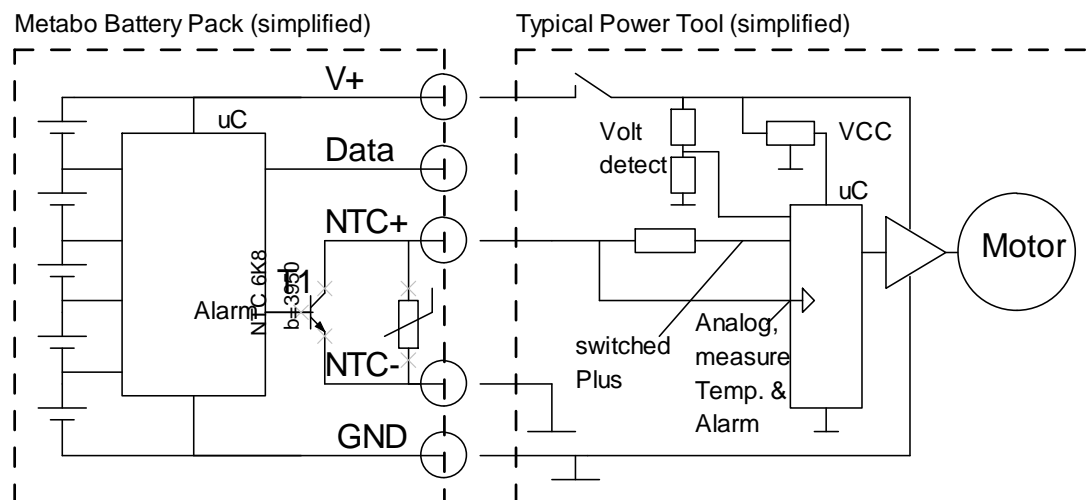 Metabo Battery Pack (simplified)
Typical Power Tool (simplified)
V+
uC
Data
NTC+
T1
NTC 6K8
b=3950
Alarm
NTC-
GND
Volt
detect
VCC
uC
Motor
switched
Plus
Analog,
measure
Temp. &
Alarm